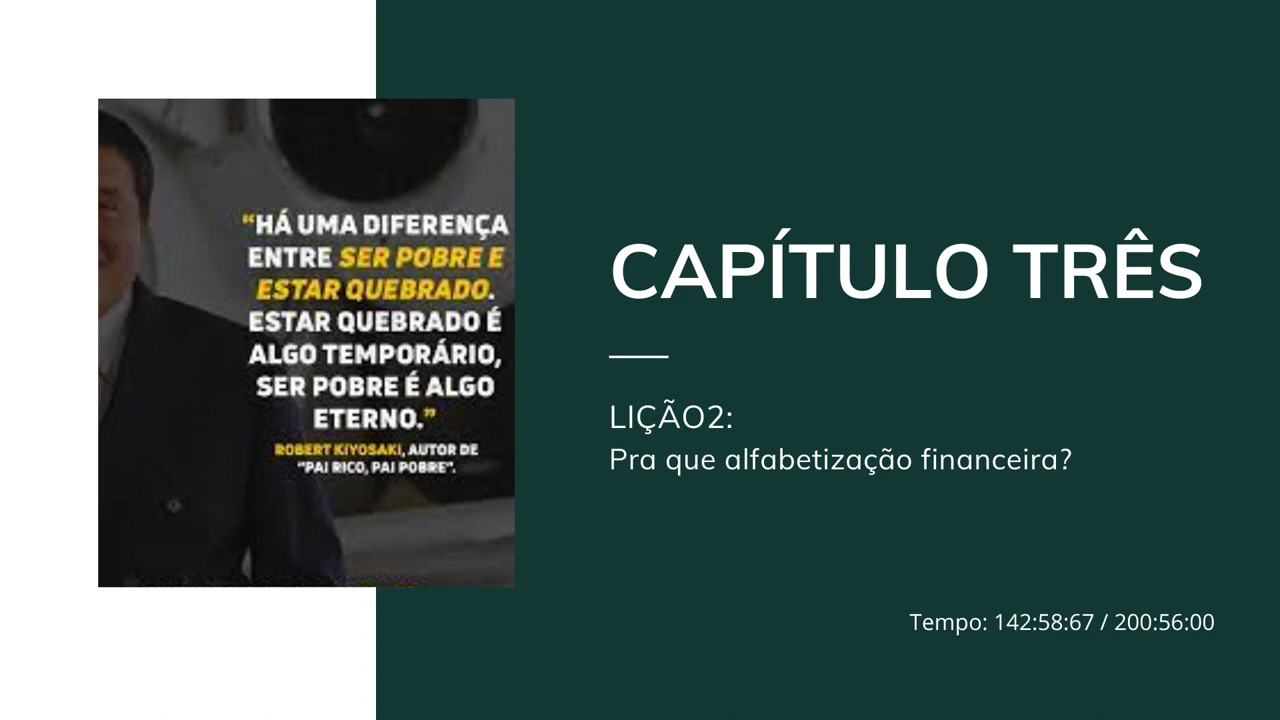 “HÁ UMA DIFERENÇA
ENTRE SER POBRE E
ESTAR QUEBRADO.
ESTAR QUEBRADO É
ALGO TEMPORÁRIO,
SER POBRE É ALGO
ETERNO.”
ROBERT KIYOSAKI, AUTOR DE
“PAI RICO, PAI POBRE”.
CAPÍTULO TRÊS
LIÇÃO2:
Pra que alfabetização financeira?
Tempo: 142:58:67 / 200:56:00